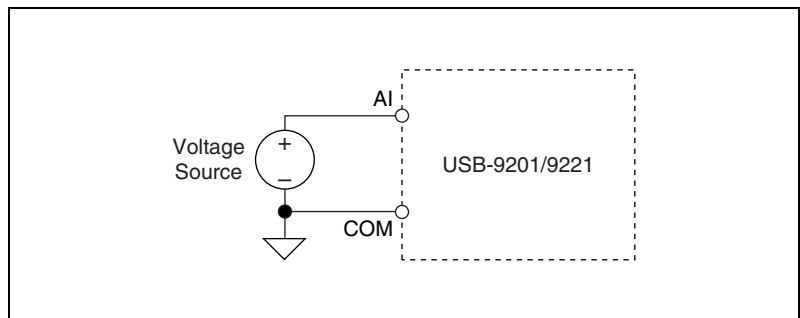 AI
+
Voltage
Source
–
USB-9201/9221
COM